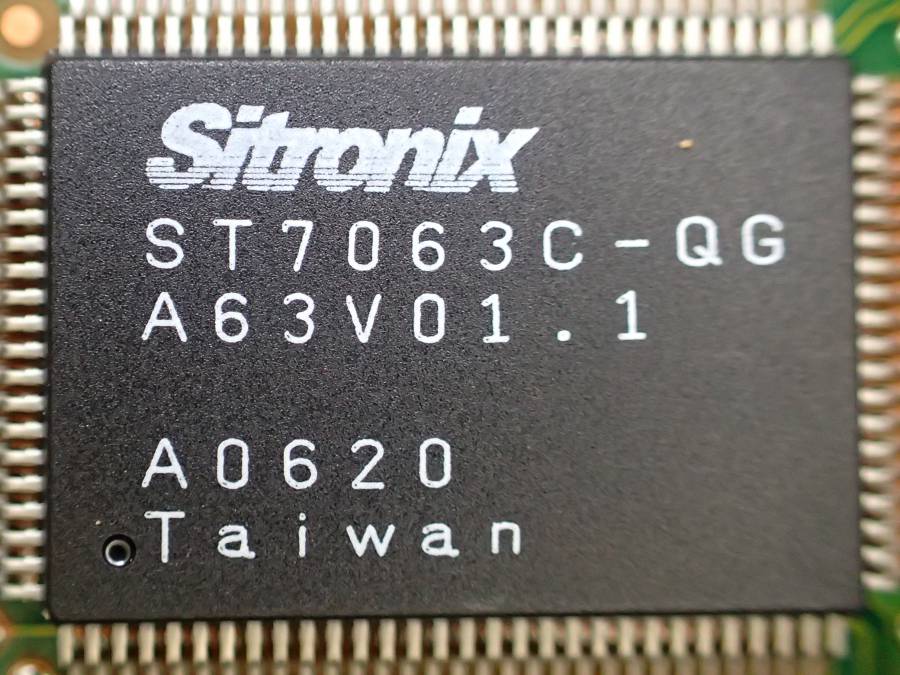 Sitronix
ST7063C-QG
A63V01.1
A0620
Taiwan